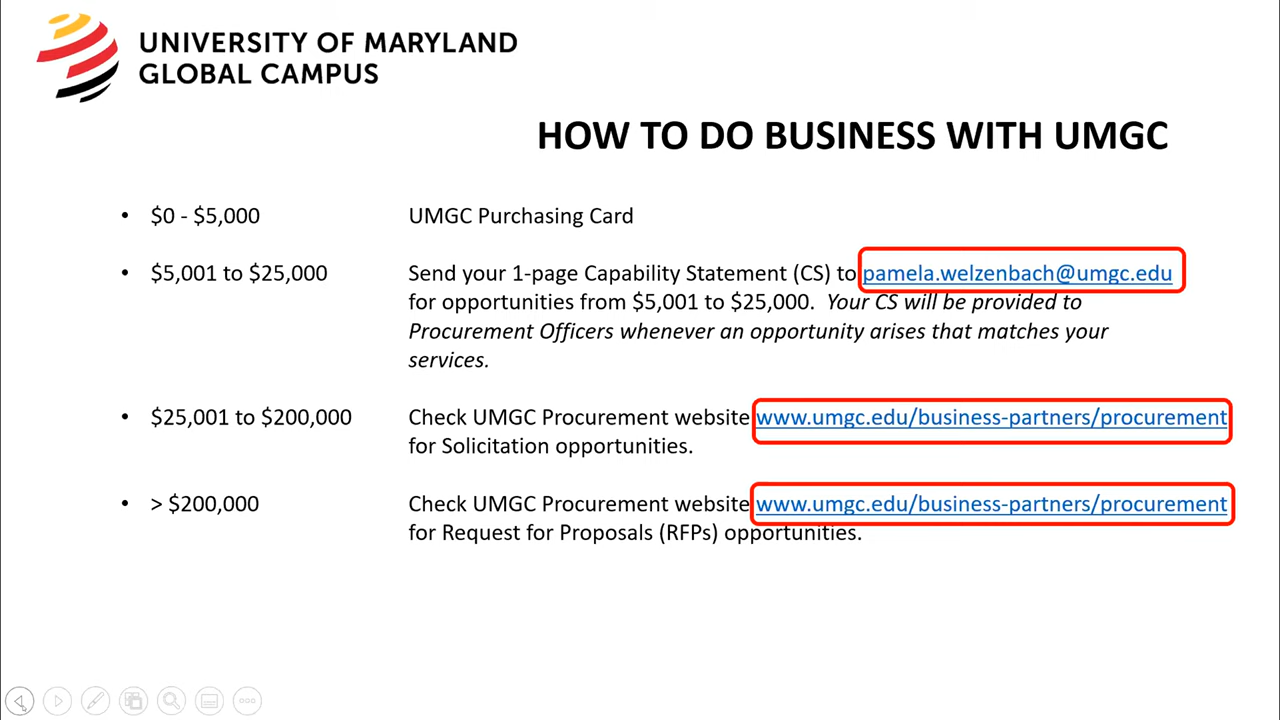 UNIVERSITY OF MARYLAND
GLOBAL CAMPUS
HOW TO DO BUSINESS WITH UMGC
• $0 - $5,000 UMGC Purchasing Card
• $5,001 to $25,000 Send your 1-page Capability Statement (CS) to pamela.welzenbach@umgc.edu
for opportunities from $5,001 to $25,000. Your CS will be provided to
Procurement Officers whenever an opportunity arises that matches your
services.
• $25,001 to $200,000 Check UMGC Procurement website www.umgc.edu/business-partners/procurement
for Solicitation opportunities.
• > $200,000 Check UMGC Procurement website www.umgc.edu/business-partners/procurement
for Request for Proposals (RFPs) opportunities.